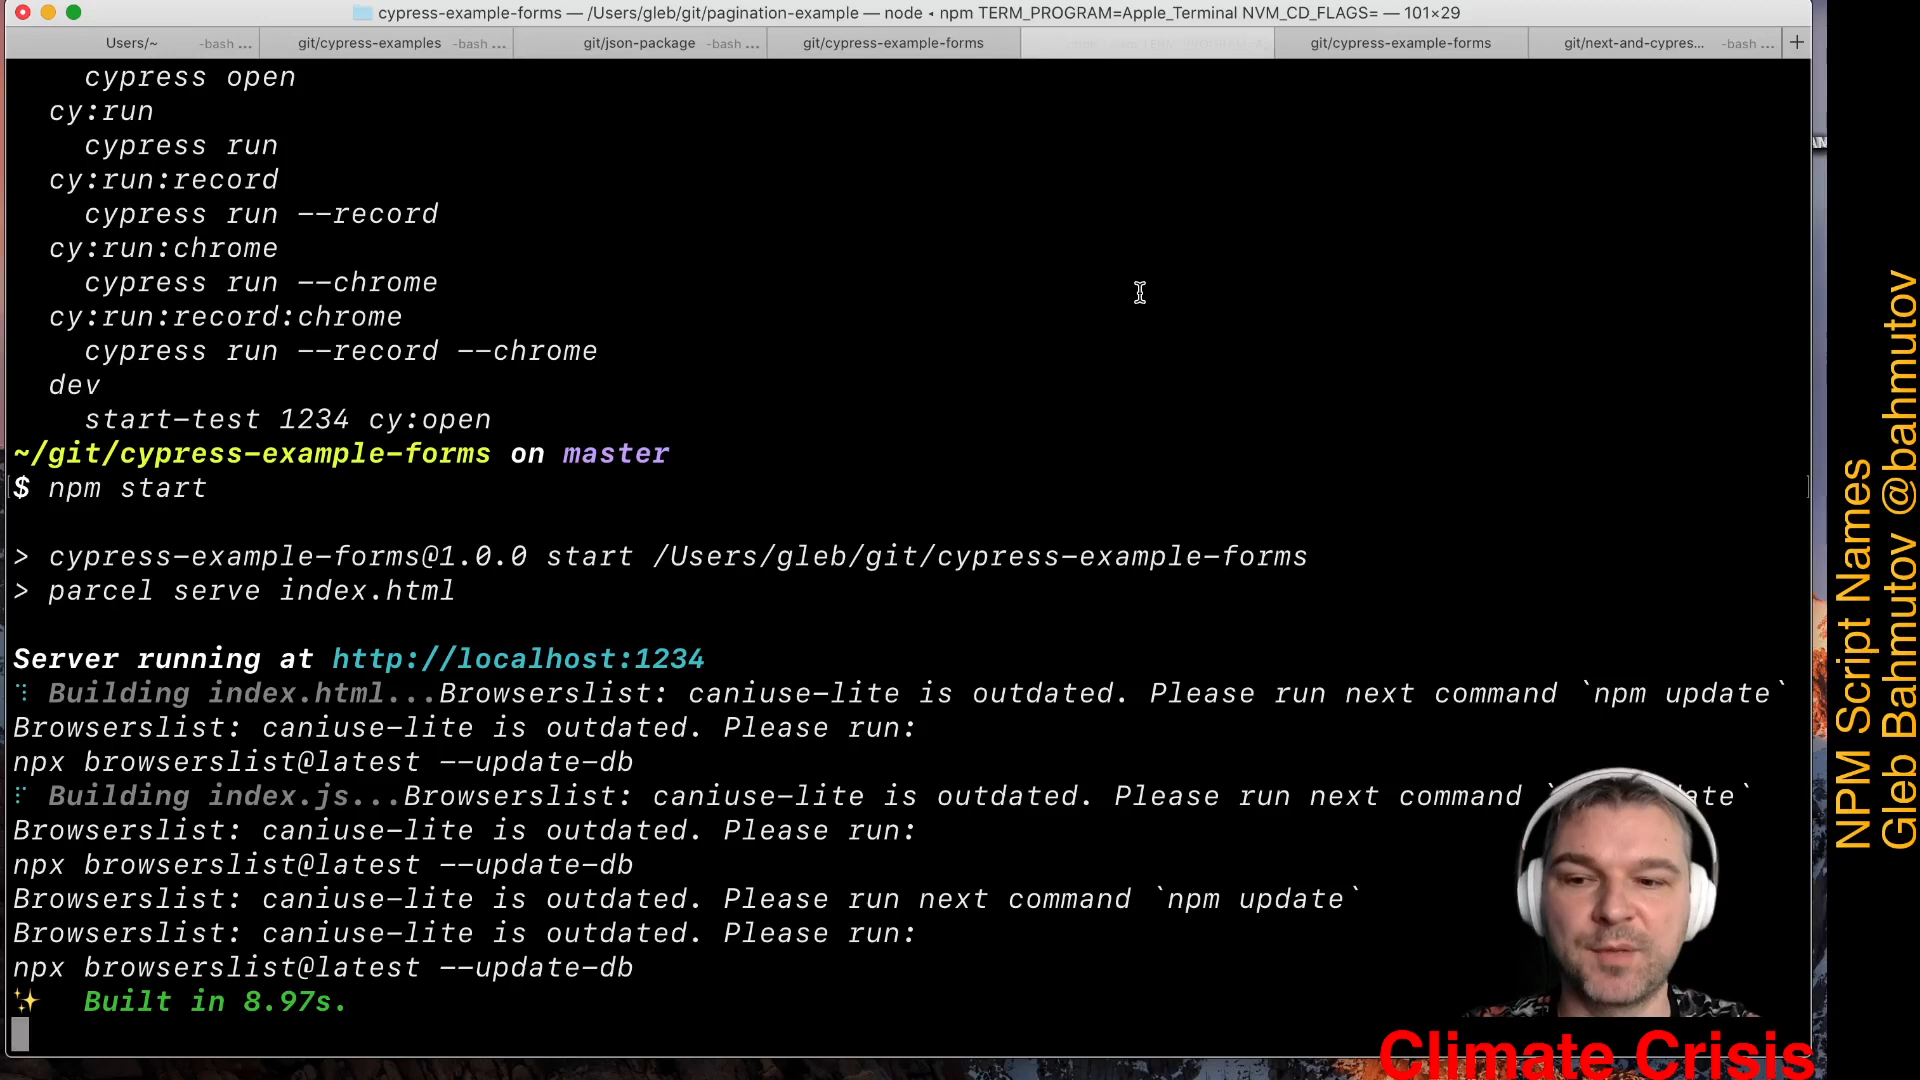 cypress-example-forms — /Users/gleb/git/pagination-example — node ◂ npm TERM_PROGRAM=Apple_Terminal NVM_CD_FLAGS= — 101×29
Users/~ -bash ...
git/cypress-examples -bash ...
git/json-package -bash ...
git/cypress-example-forms
git/cypress-example-forms
git/next-and-cypres... -bash ...
cypress open
cy:run
cypress run
cy:run:record
cypress run --record
cy:run:chrome
cypress run --chrome
cy:run:record:chrome
cypress run --record --chrome
dev
start-test 1234 cy:open
~/git/cypress-example-forms on master
$ npm start
> cypress-example-forms@1.0.0 start /Users/gleb/git/cypress-example-forms
> parcel serve index.html
Server running at http://localhost:1234
⠹ Building index.html...Browserslist: caniuse-lite is outdated. Please run next command `npm update`
Browserslist: caniuse-lite is outdated. Please run:
npx browserslist@latest --update-db
⠏ Building index.js...Browserslist: caniuse-lite is outdated. Please run next command
Browserslist: caniuse-lite is outdated. Please run:
npx browserslist@latest --update-db
Browserslist: caniuse-lite is outdated. Please run next command `npm update`
Browserslist: caniuse-lite is outdated. Please run:
npx browserslist@latest --update-db
✨ Built in 8.97s.
NPM Script Names
Gleb Bahmutov @bahmutov
Climate Crisis